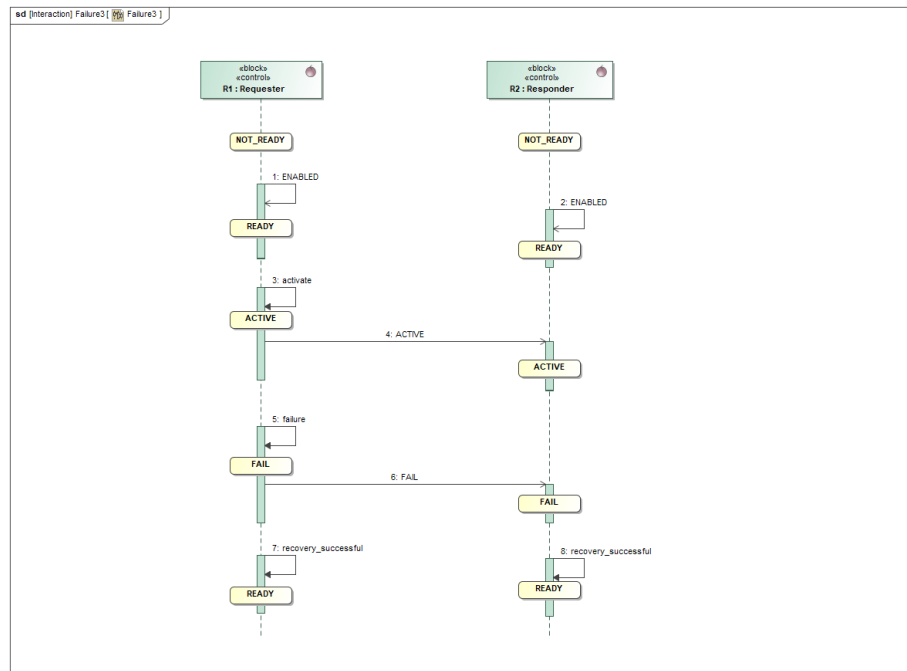 sd [Interaction] Failure3 [ Failure3 ]
«block»
«control»
R1 : Requester
«block»
«control»
R2 : Responder
NOT_READY
NOT_READY
1: ENABLED
2: ENABLED
READY
READY
3: activate
ACTIVE
4: ACTIVE
ACTIVE
5: failure
FAIL
6: FAIL
FAIL
7: recovery_successful
8: recovery_successful
READY
READY